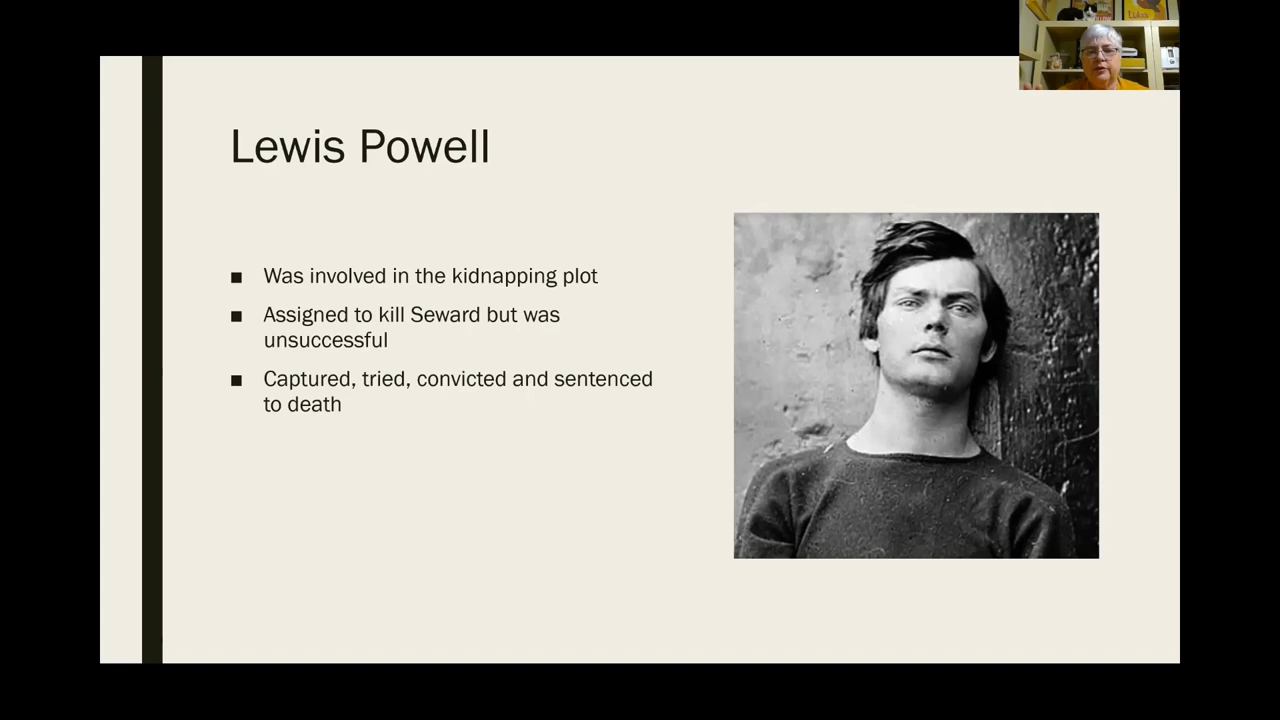 Lewis Powell
■ Was involved in the kidnapping plot
■ Assigned to kill Seward but was
unsuccessful
■ Captured, tried, convicted and sentenced
to death